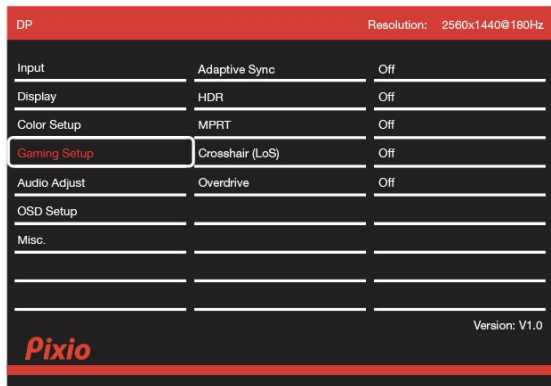 DP Resolution: 2560x1440@180Hz
Input Adaptive Sync Off
Display HDR Off
Color Setup MPRT Off
Gaming Setup Crosshair (LoS) Off
Audio Adjust Overdrive Off
OSD Setup
Misc.
Version: V1.0
Pixio